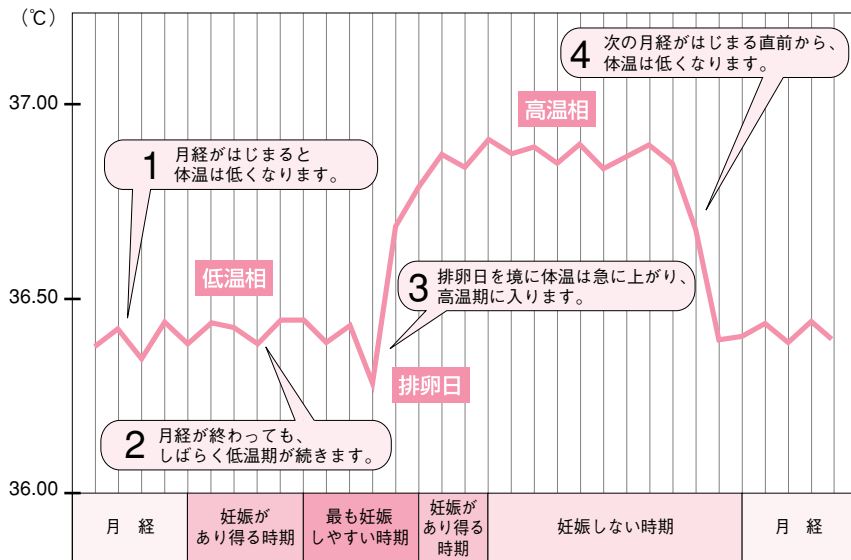 (℃)
37.00
36.50
36.00
1 月経がはじまると
体温は低くなります。
低温相
2 月経が終わっても、
しばらく低温期が続きます。
3 排卵日を境に体温は急に上がり、
高温期に入ります。
排卵日
高温相
4 次の月経がはじまる直前から、
体温は低くなります。
月 経
妊娠が
あり得る時期
最も妊娠
しやすい時期
妊娠が
あり得る
時期
妊娠しない時期
月 経